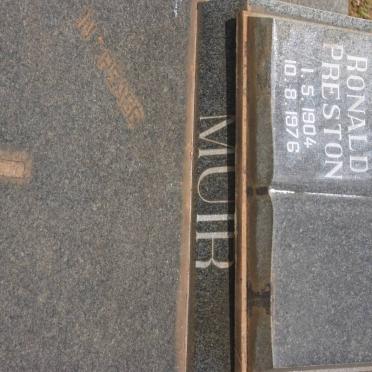 RONALD
PRESTON
1. 5. 1904
10. 8. 1976
MUIR
IN PEACE